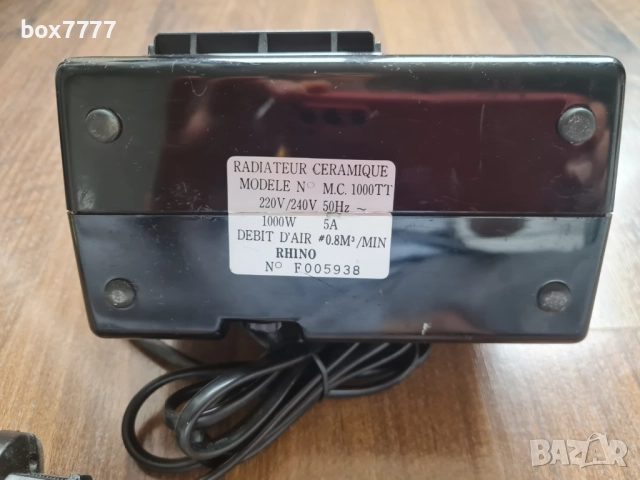 box7777
RADIATEUR CERAMIQUE
MODELE N° M.C. 1000TT
220V/240V 50Hz ~
1000W 5A
DEBIT D'AIR #0.8M³/MIN
RHINO
N° F005938
BAZAR